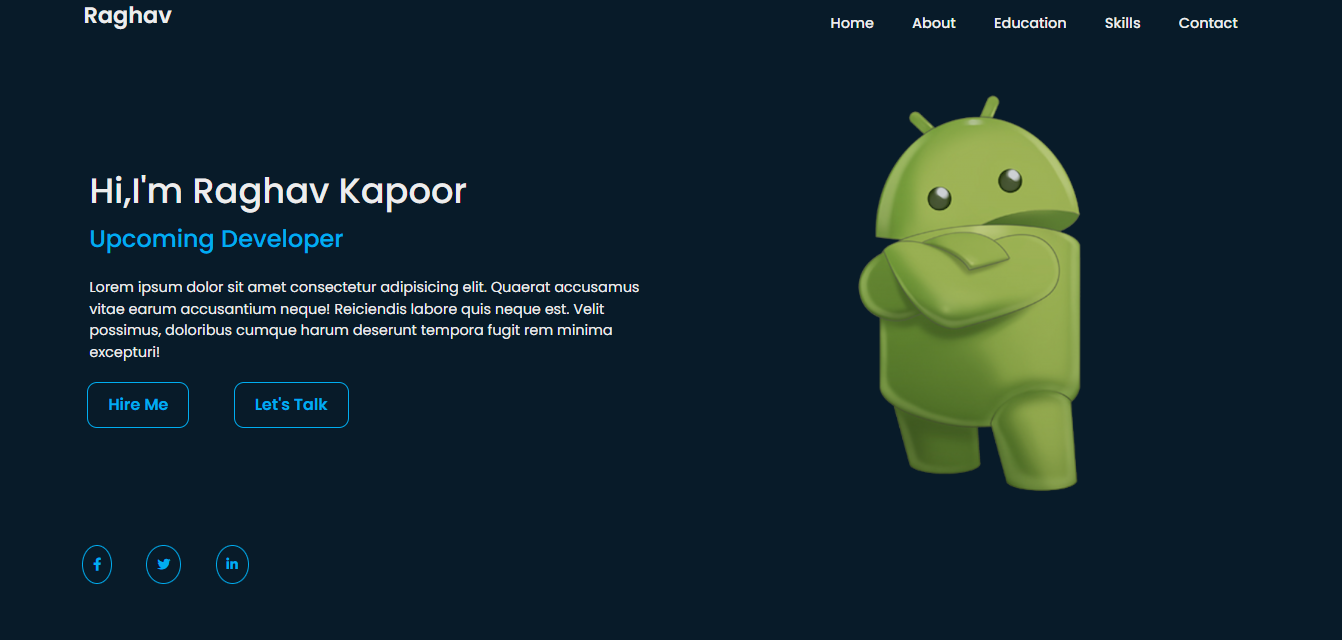 Raghav
Home About Education Skills Contact
Hi,I'm Raghav Kapoor
Upcoming Developer
Lorem ipsum dolor sit amet consectetur adipisicing elit. Quaerat accusamus
vitae earum accusantium neque! Reiciendis labore quis neque est. Velit
possimus, doloribus cumque harum deserunt tempora fugit rem minima
excepturi!
Hire Me Let's Talk